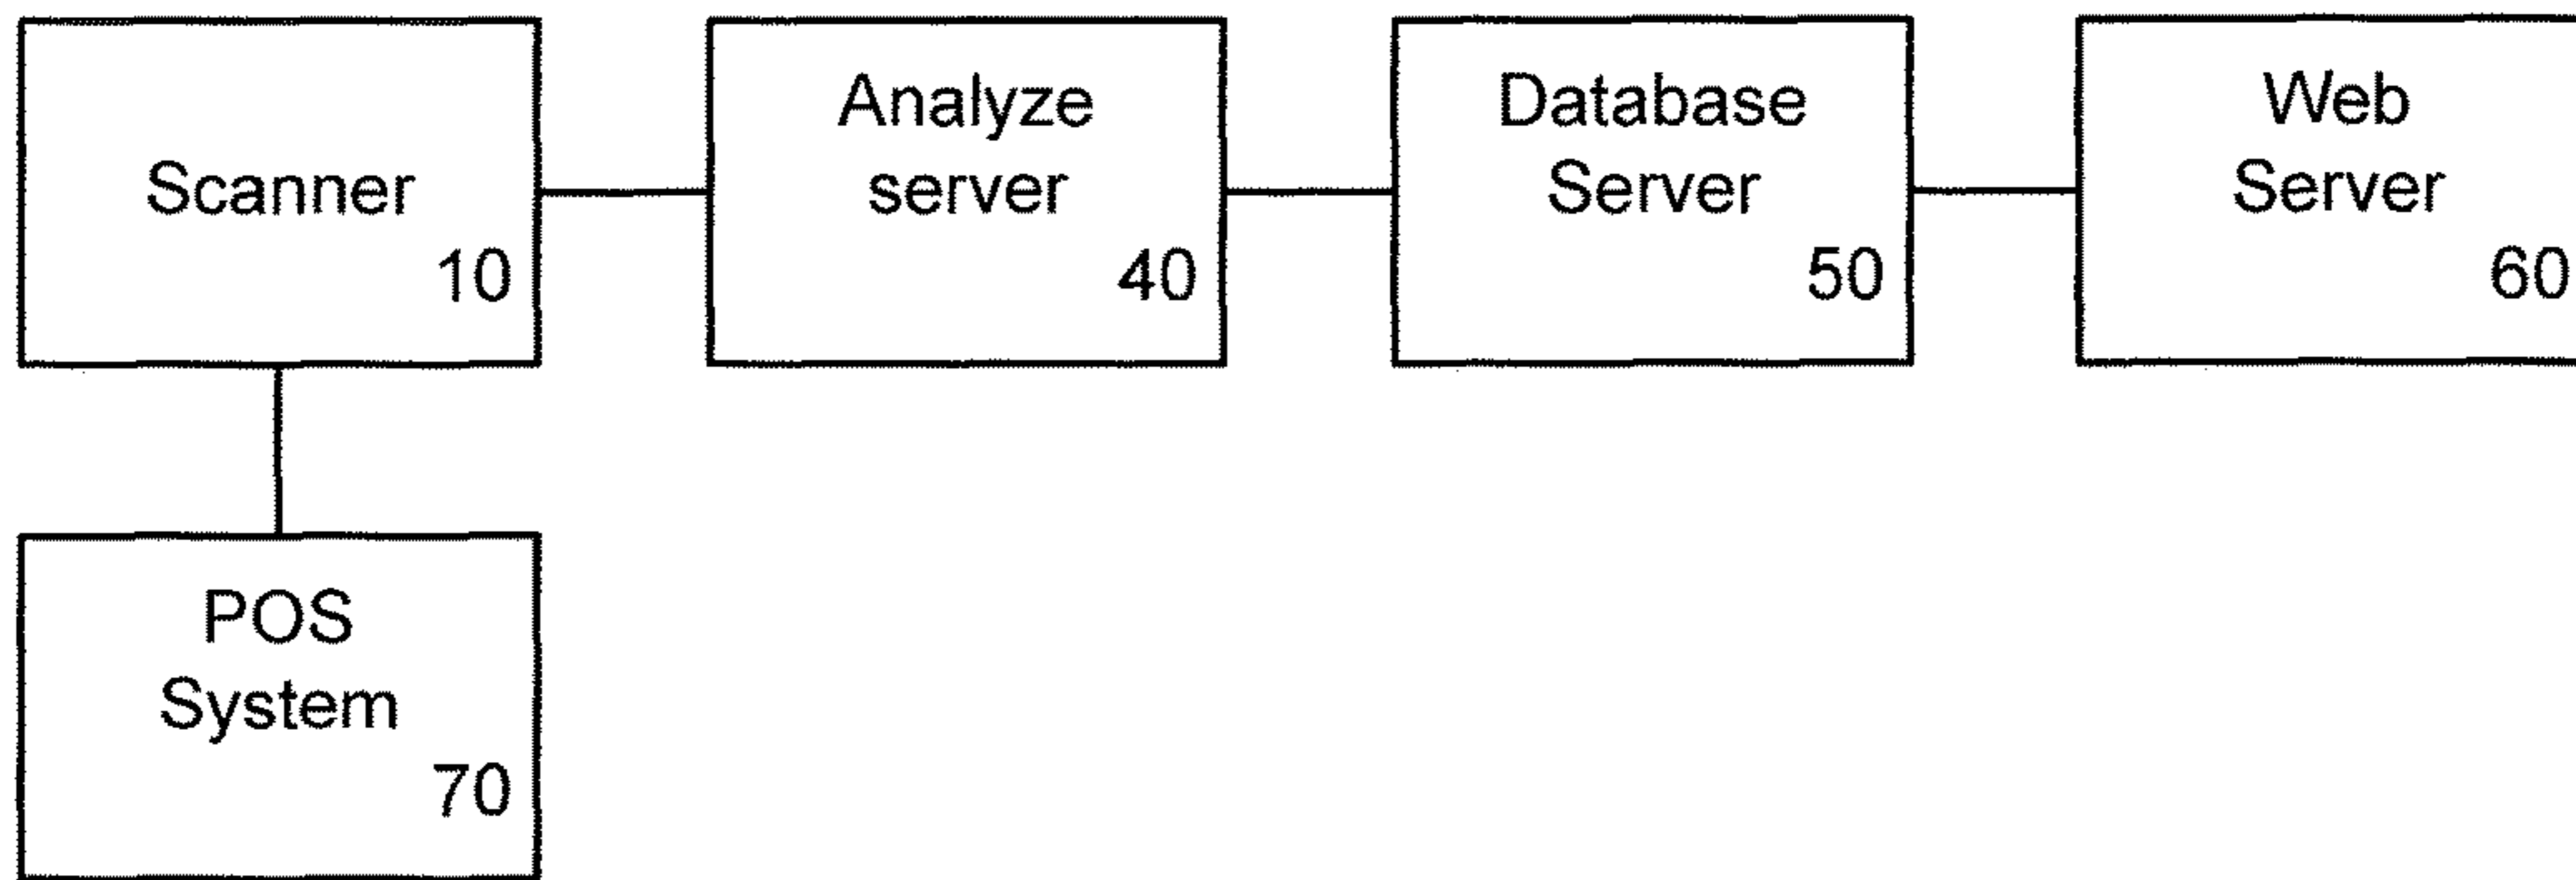 Scanner
10
Analyze
server
40
Database
Server
50
Web
Server
60
POS
System
70